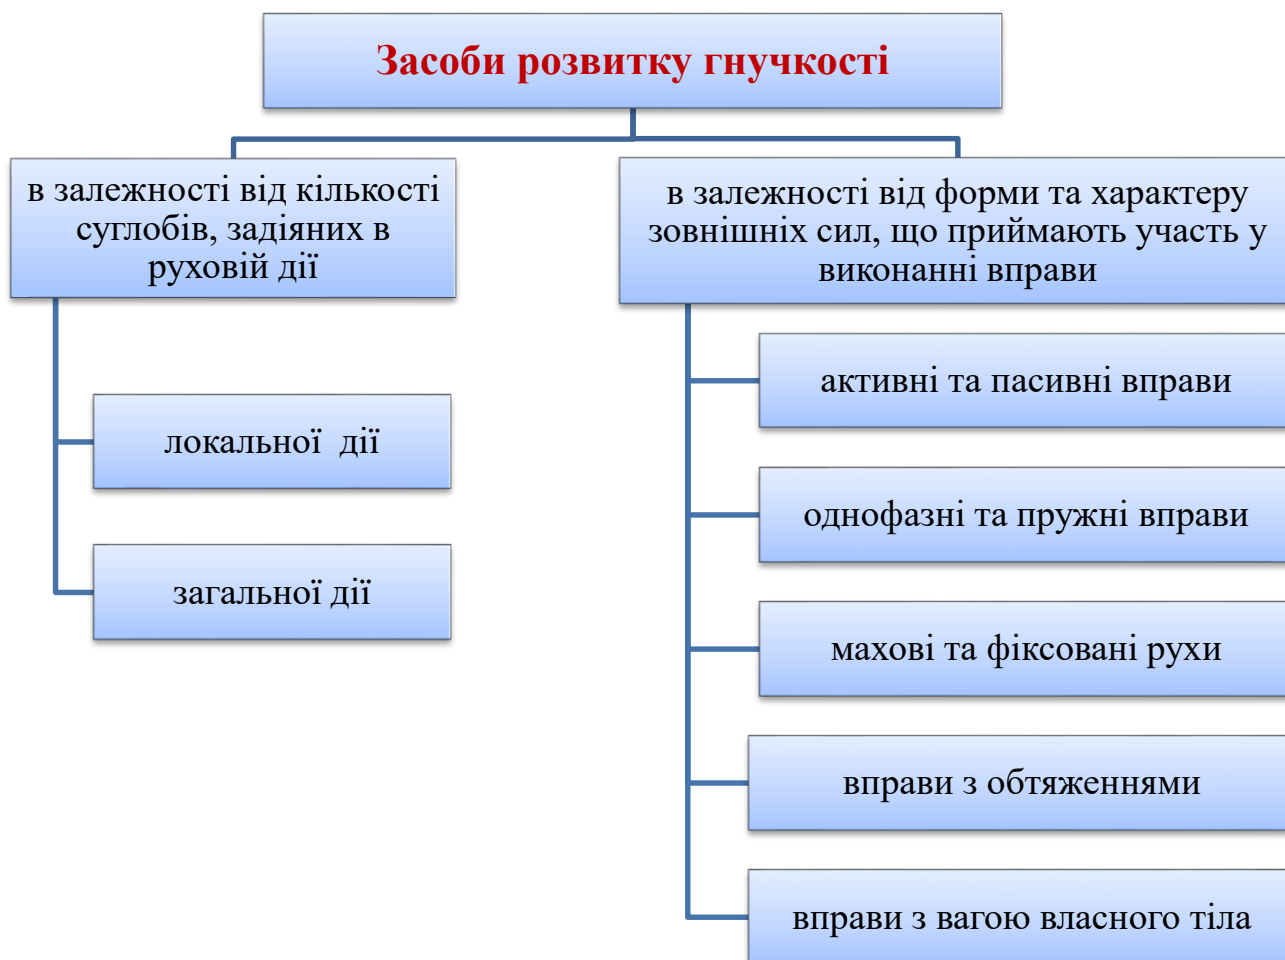 Засоби розвитку гнучкості
в залежності від кількості
суглобів, задіяних в
руховій дії
локальної дії
загальної дії
в залежності від форми та характеру
зовнішніх сил, що приймають участь у
виконанні вправи
активні та пасивні вправи
однофазні та пружні вправи
махові та фіксовані рухи
вправи з обтяженнями
вправи з вагою власного тіла